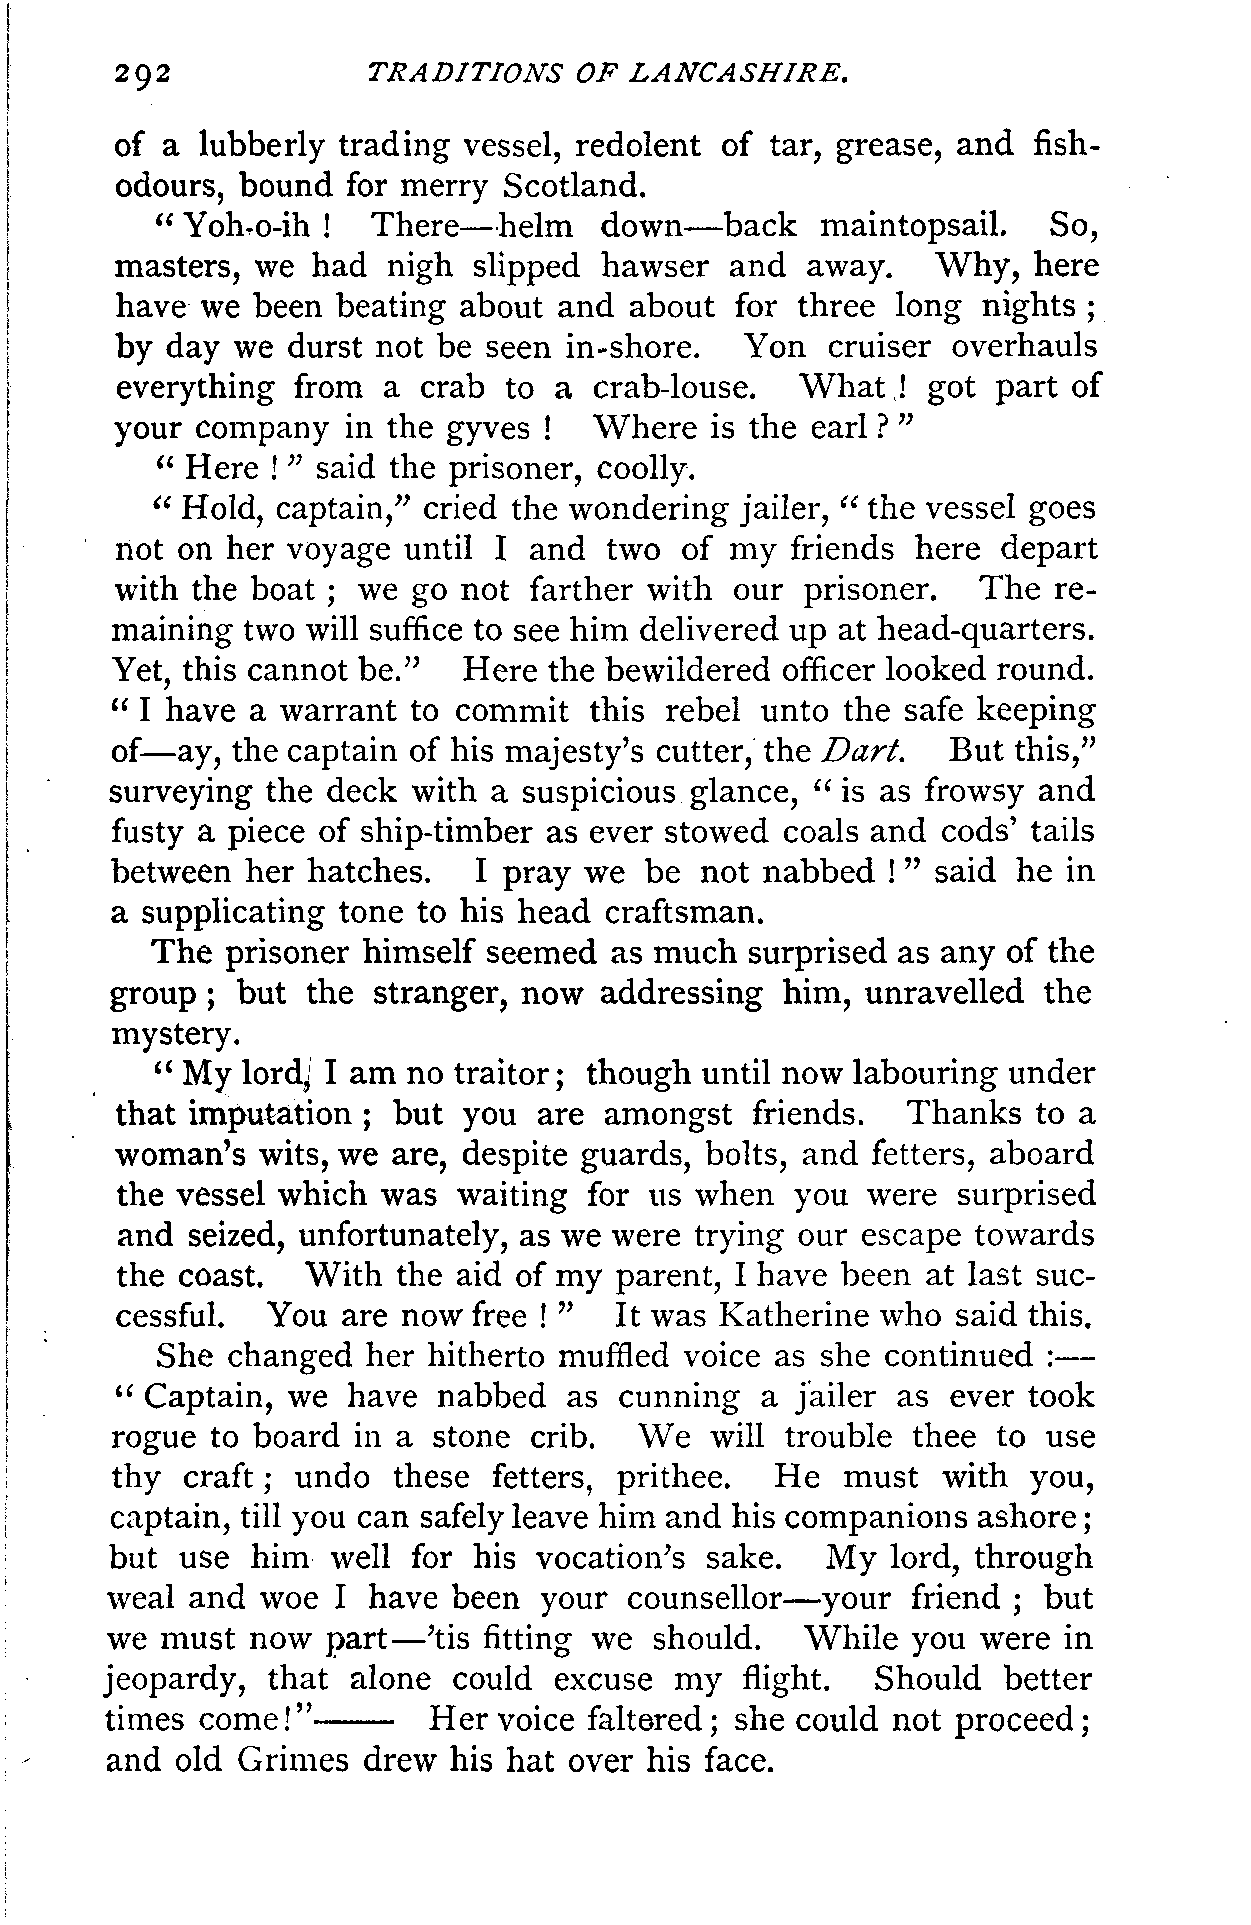 292 TRADITIONS OF LANCASHIRE.
of a lubberly trading vessel, redolent of tar, grease, and fish-
odours, bound for merry Scotland.
“ Yoh-o-ih ! There—helm down—back maintopsail. So,
masters, we had nigh slipped hawser and away. Why, here
have we been beating about and about for three long nights ;
by day we durst not be seen in-shore. Yon cruiser overhauls
everything from a crab to a crab-louse. What ! got part of
your company in the gyves ! Where is the earl ? ”
“ Here ! ” said the prisoner, coolly.
“ Hold, captain,” cried the wondering jailer, “ the vessel goes
not on her voyage until I and two of my friends here depart
with the boat ; we go not farther with our prisoner. The re-
maining two will suffice to see him delivered up at head-quarters.
Yet, this cannot be.” Here the bewildered officer looked round.
“ I have a warrant to commit this rebel unto the safe keeping
of—ay, the captain of his majesty’s cutter, the Dart. But this,”
surveying the deck with a suspicious glance, “ is as frowsy and
fusty a piece of ship-timber as ever stowed coals and cods’ tails
between her hatches. I pray we be not nabbed ! ” said he in
a supplicating tone to his head craftsman.
The prisoner himself seemed as much surprised as any of the
group ; but the stranger, now addressing him, unravelled the
mystery.
“ My lord, I am no traitor ; though until now labouring under
that imputation ; but you are amongst friends. Thanks to a
woman’s wits, we are, despite guards, bolts, and fetters, aboard
the vessel which was waiting for us when you were surprised
and seized, unfortunately, as we were trying our escape towards
the coast. With the aid of my parent, I have been at last suc-
cessful. You are now free ! ” It was Katherine who said this.
She changed her hitherto muffled voice as she continued :—
“ Captain, we have nabbed as cunning a jailer as ever took
rogue to board in a stone crib. We will trouble thee to use
thy craft ; undo these fetters, prithee. He must with you,
captain, till you can safely leave him and his companions ashore ;
but use him well for his vocation’s sake. My lord, through
weal and woe I have been your counsellor—your friend ; but
we must now part—’tis fitting we should. While you were in
jeopardy, that alone could excuse my flight. Should better
times come!”—— Her voice faltered ; she could not proceed ;
and old Grimes drew his hat over his face.